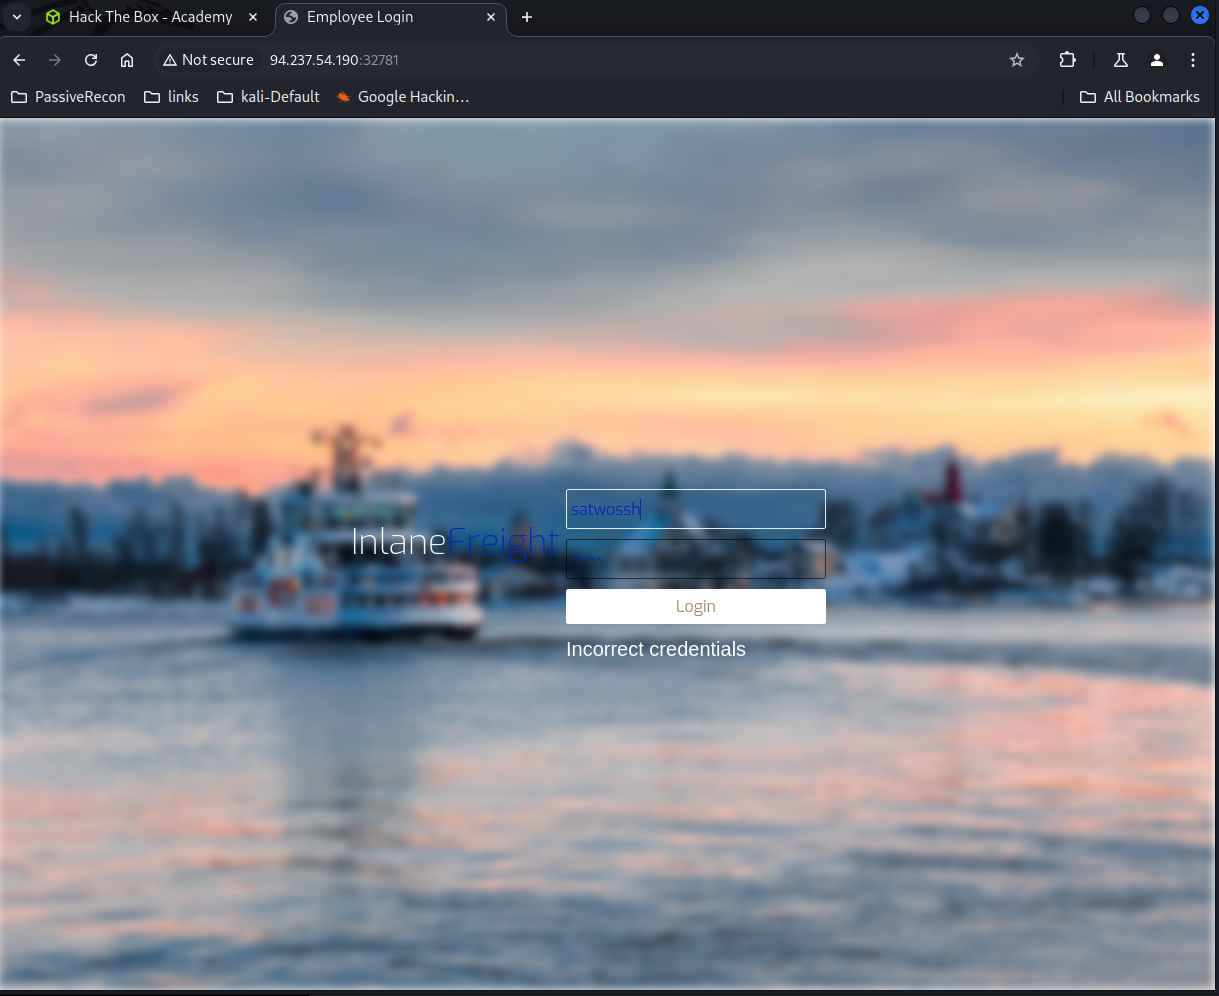 Hack The Box - Academy
Employee Login
Not secure 94.237.54.190:32781
PassiveRecon links kali-Default Google Hackin... All Bookmarks
satwossh
InlaneFreight
......
Login
Incorrect credentials